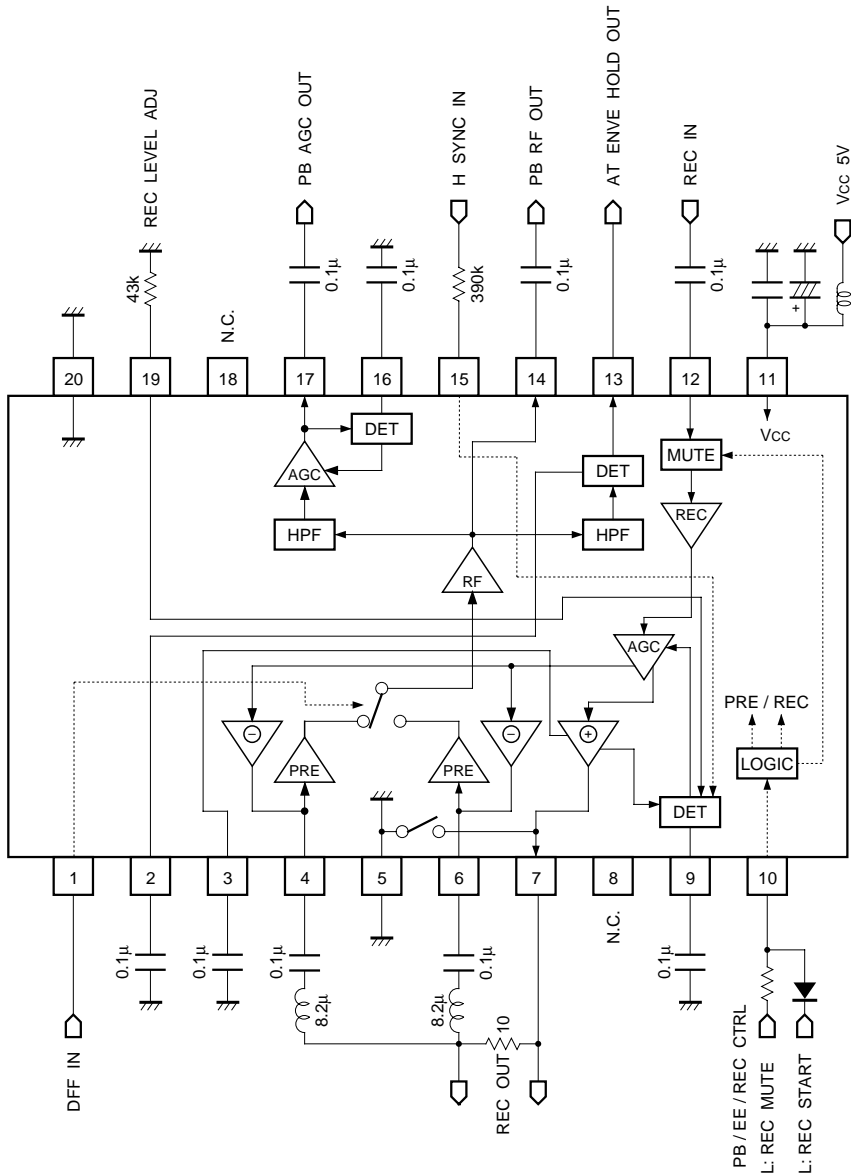 20
19
18
17
16
15
14
13
12
11
43k
REC LEVEL ADJ
N.C.
0.1µ
PB AGC OUT
0.1µ
390k
H SYNC IN
0.1µ
PB RF OUT
AT ENVE HOLD OUT
0.1µ
REC IN
+
VCC 5V
AGC
DET
HPF
RF
HPF
DET
MUTE
VCC
REC
AGC
−
PRE
PRE
−
+
DET
PRE / REC
LOGIC
1
2
3
4
5
6
7
8
9
10
DFF IN
0.1µ
0.1µ
0.1µ
8.2µ
0.1µ
8.2µ
REC OUT
10
N.C.
0.1µ
PB / EE / REC CTRL
L: REC MUTE
L: REC START